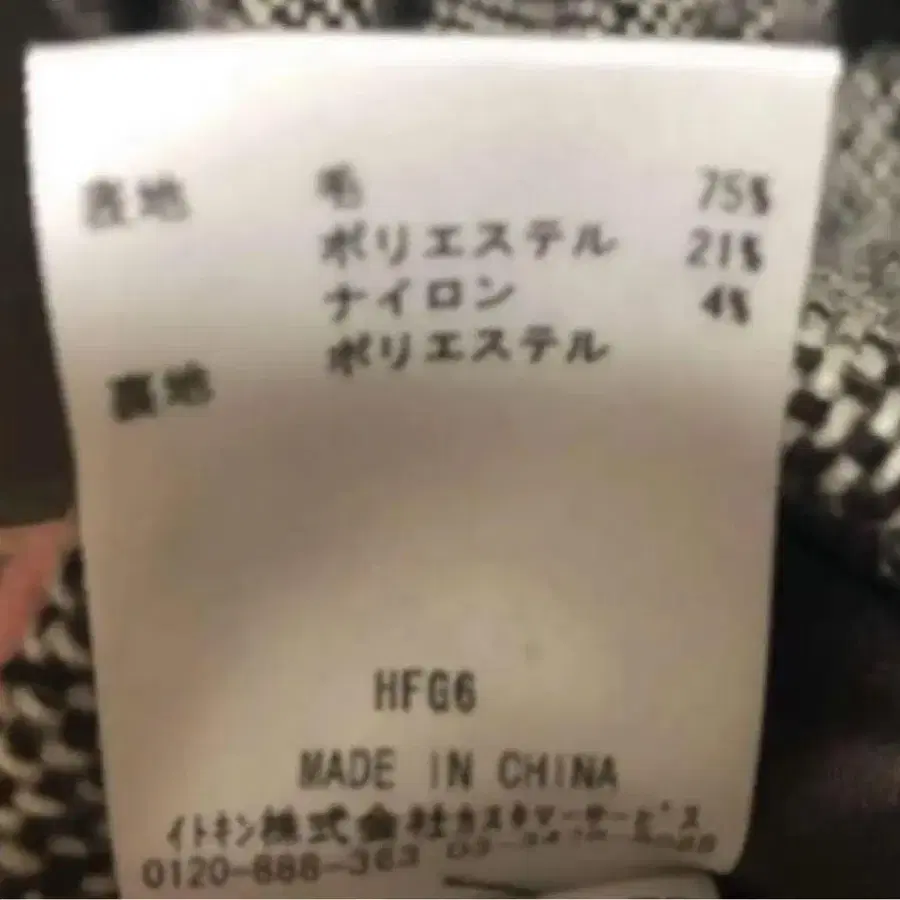 表地 毛 75%
ポリエステル 21%
ナイロン 4%
ポリエステル
裏地
HFG6
MADE IN CHINA
イトキン株式会社カスタマーサービス
0120-888-363